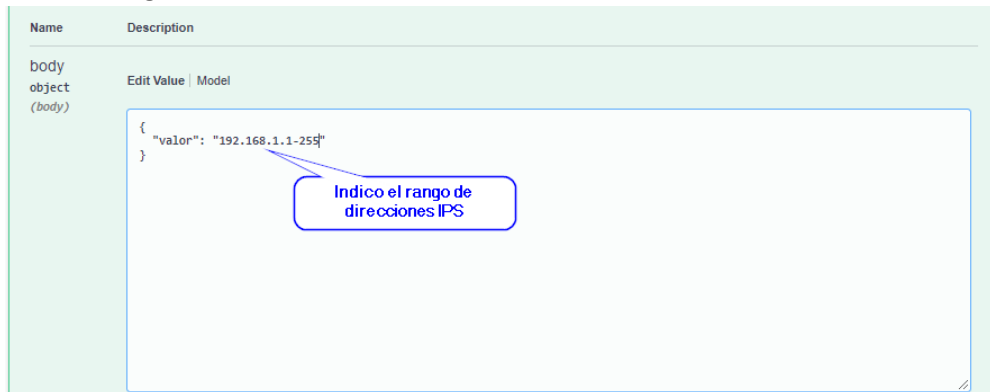 Name Description
body
object
(body)
Edit Value | Model
{
"valor": "192.168.1.1-255"
}
Indico el rango de
direcciones IPS